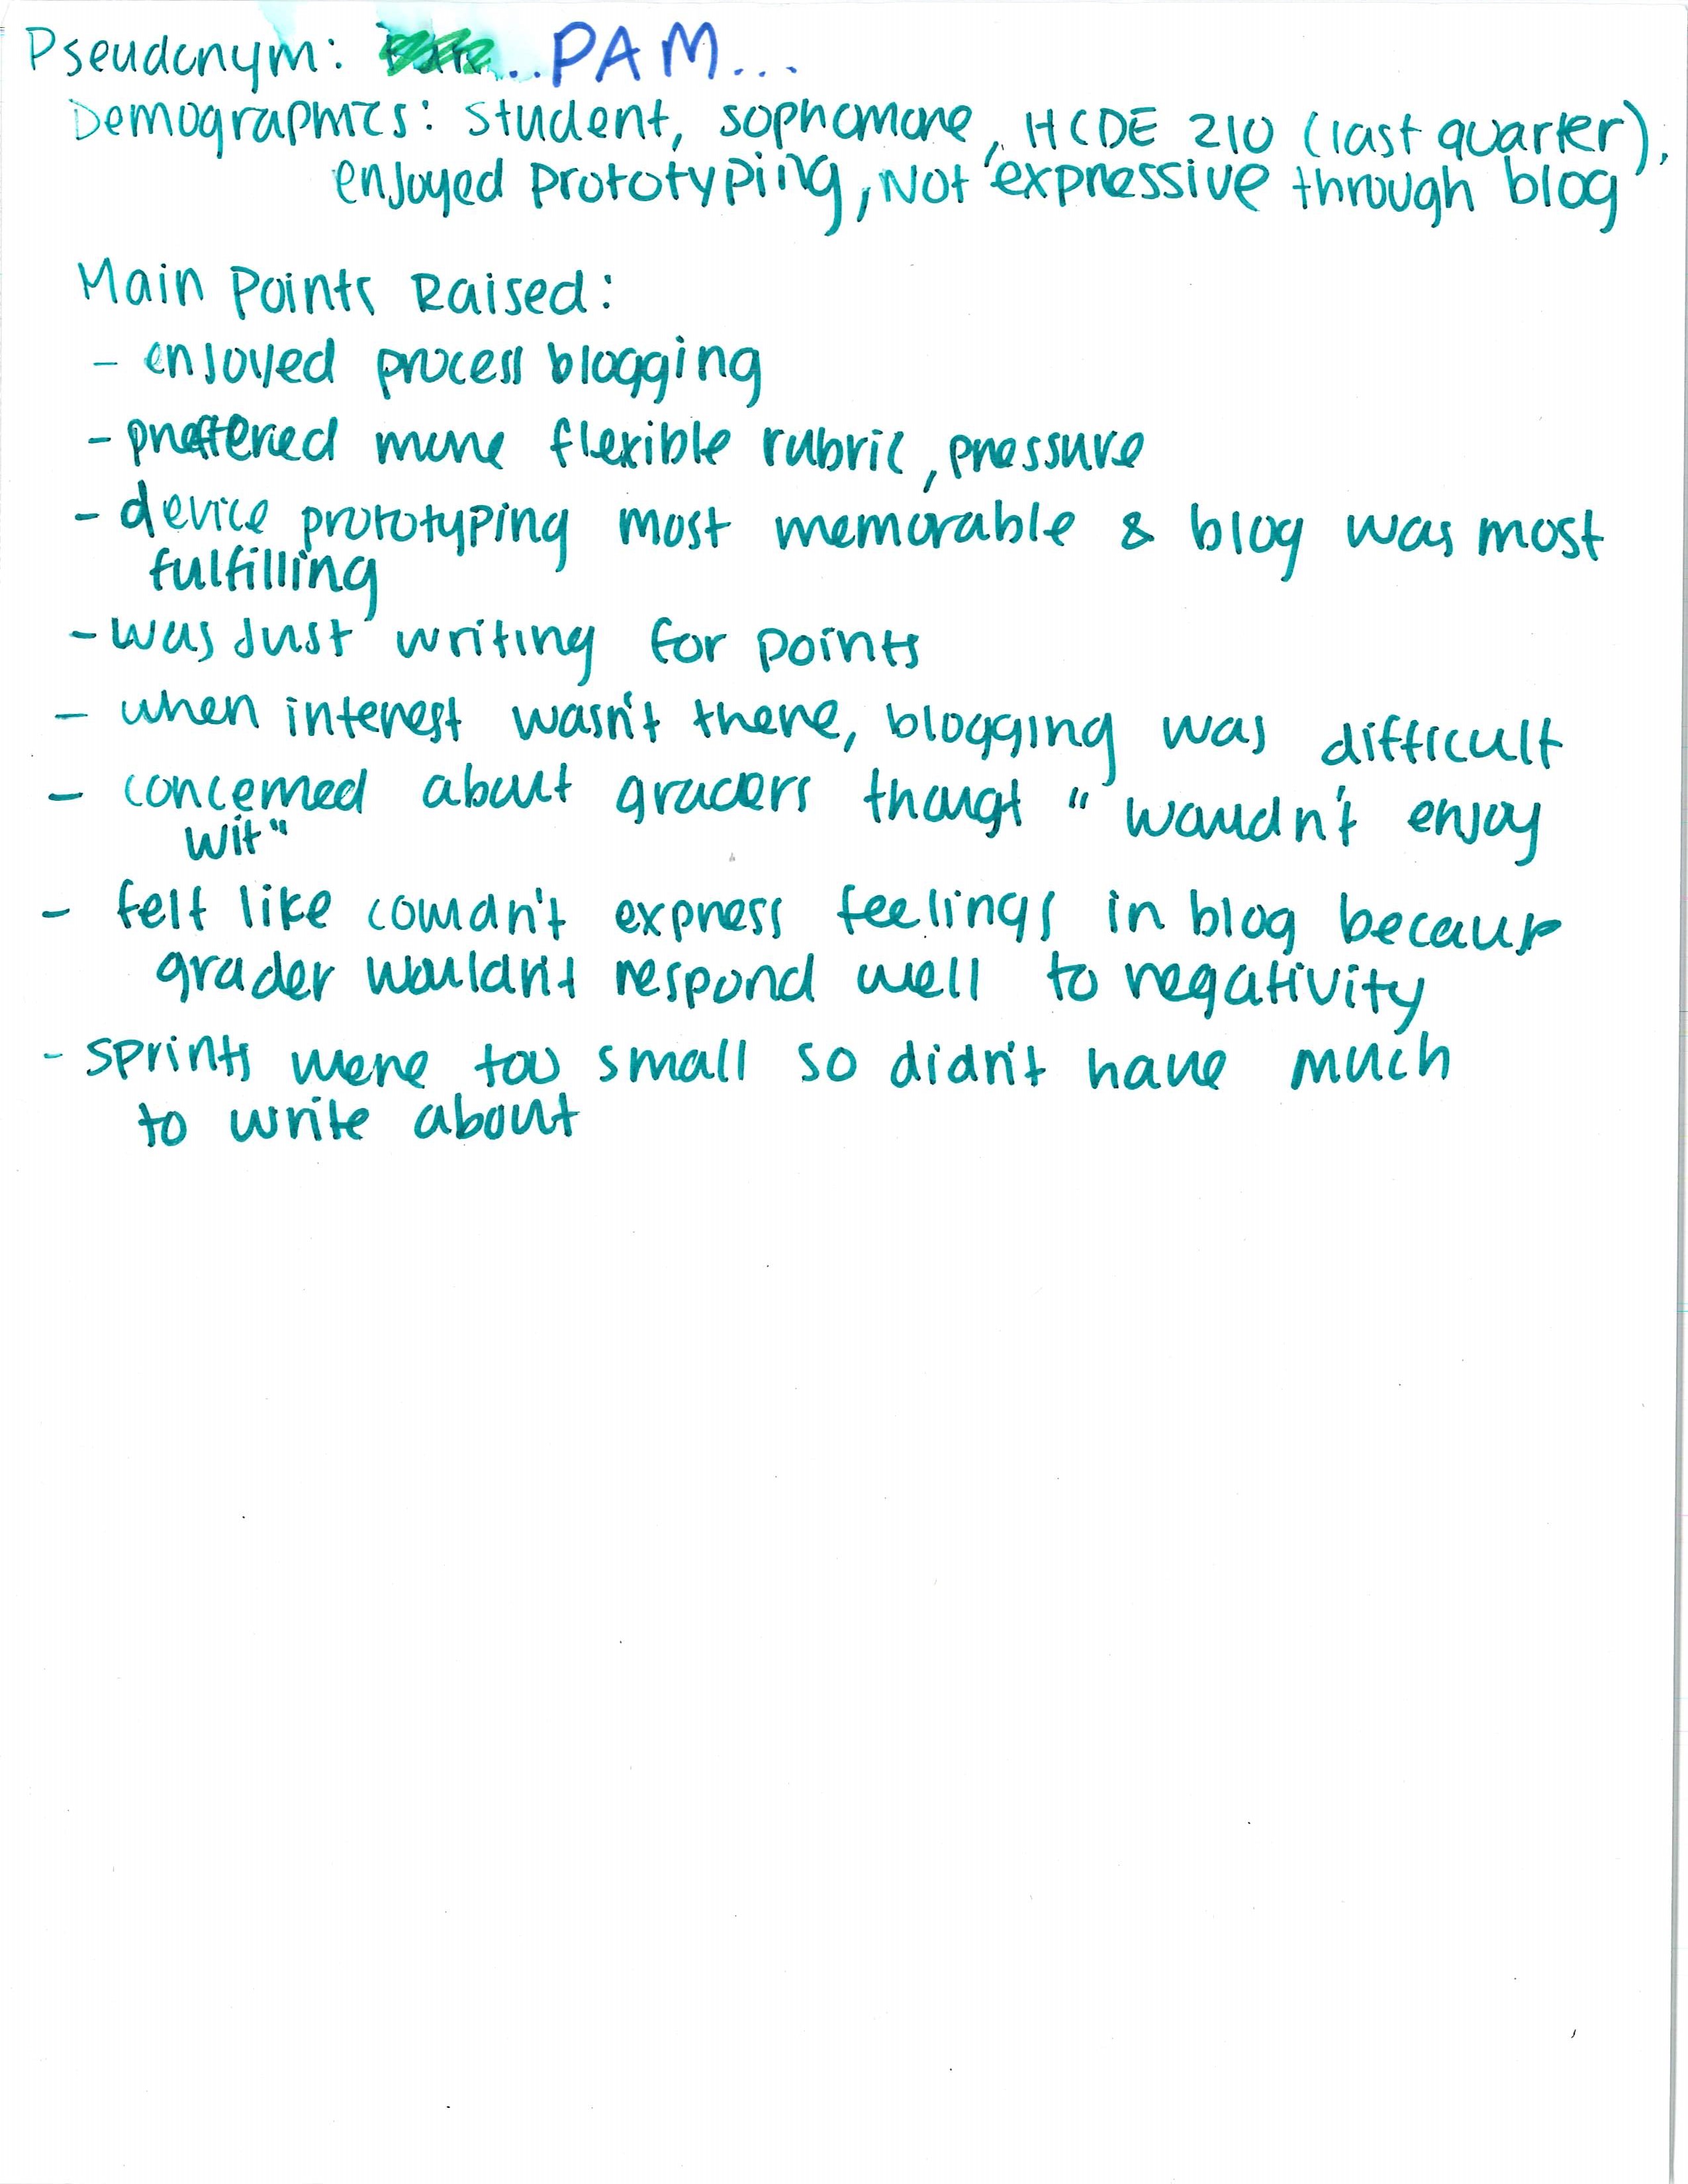 Pseudonym: ..PAM...
Demographics: student, sophomore, HCDE 210 (last quarter),
enjoyed prototyping, Not expressive through blog
Main Points Raised:
- enjoyed process blogging
- preffered more flexible rubric, pressure
- device prototyping most memorable & blog was most
fulfilling
- was just writing for points
- when interest wasn't there, blogging was difficult
- concerned about graders thougt "wouldn't enjoy
wit"
- felt like couldn't express feelings in blog because
grader wouldn't respond well to negativity
- sprints were too small so didn't have much
to write about